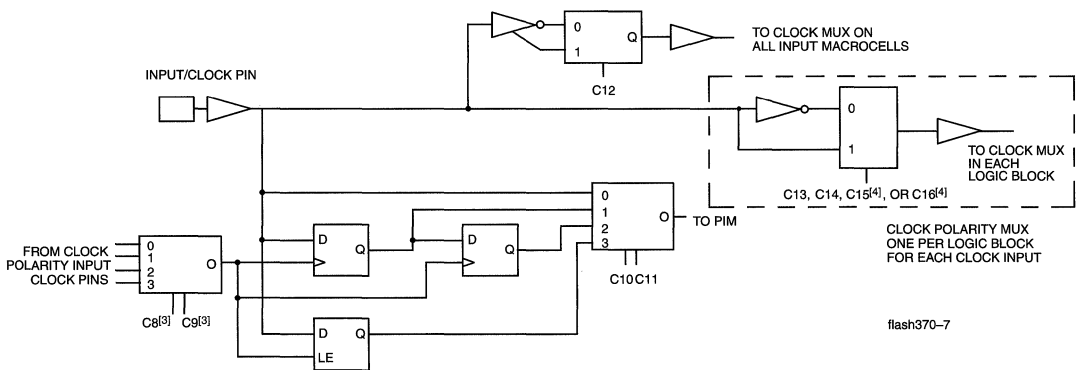 0
1
Q
C12
TO CLOCK MUX ON
ALL INPUT MACROCELLS
INPUT/CLOCK PIN
0
1
TO CLOCK MUX
IN EACH
LOGIC BLOCK
C13, C14, C15[4], OR C16[4]
0
1
2
3
O
TO PIM
C10 C11
CLOCK POLARITY MUX
ONE PER LOGIC BLOCK
FOR EACH CLOCK INPUT
FROM CLOCK
POLARITY INPUT
CLOCK PINS
0
1
2
3
O
C8[3] C9[3]
D
Q
D
Q
D
Q
LE
flash370–7